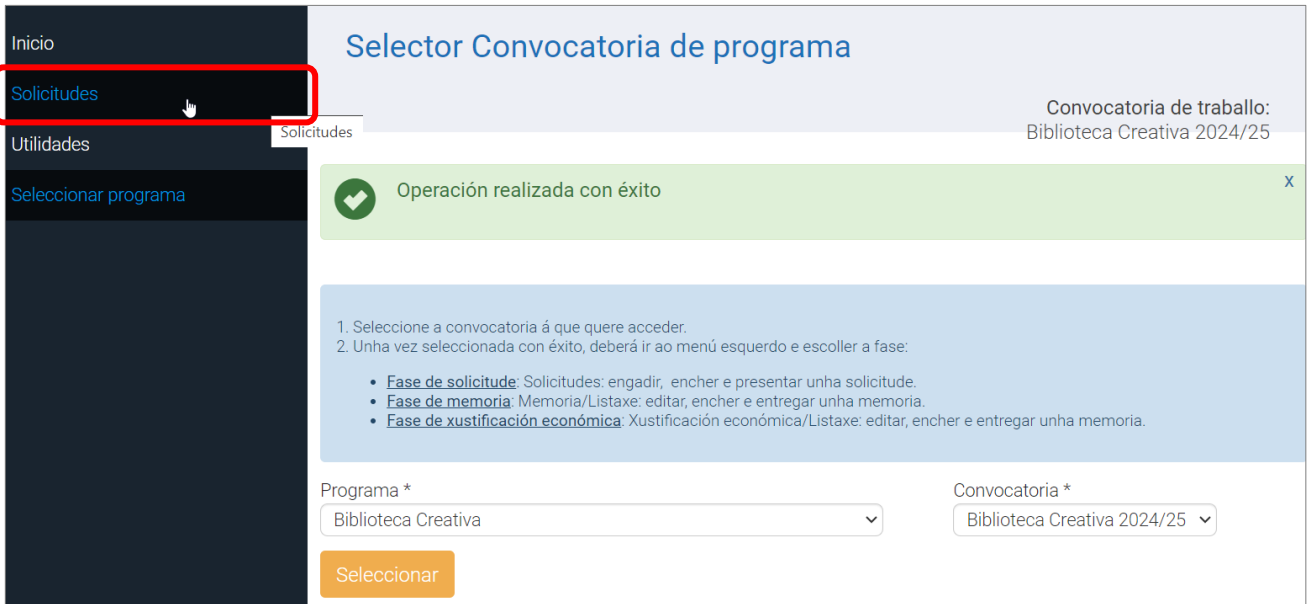 Inicio
Solicitudes
Solicitudes
Utilidades
Seleccionar programa
Selector Convocatoria de programa
Convocatoria de traballo:
Biblioteca Creativa 2024/25
Operación realizada con éxito
x
1. Seleccione a convocatoria á que quere acceder.
2. Unha vez seleccionada con éxito, deberá ir ao menú esquerdo e escoller a fase:
• Fase de solicitude: Solicitudes: engadir, encher e presentar unha solicitude.
• Fase de memoria: Memoria/Listaxe: editar, encher e entregar unha memoria.
• Fase de xustificación económica: Xustificación económica/Listaxe: editar, encher e entregar unha memoria.
Programa *
Biblioteca Creativa
Convocatoria *
Biblioteca Creativa 2024/25
Seleccionar